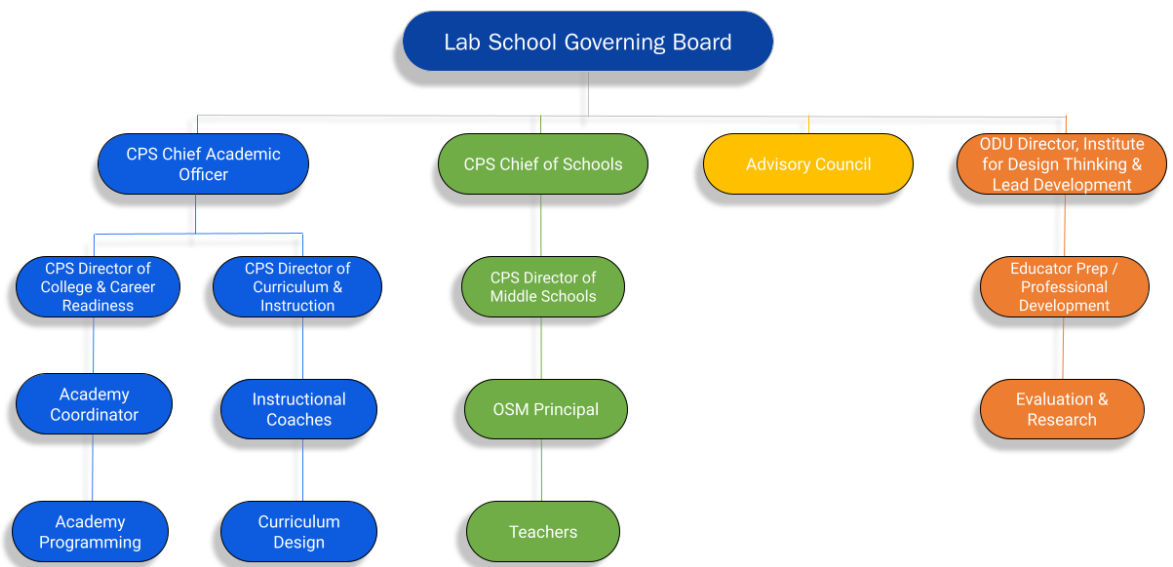 Lab School Governing Board
CPS Chief Academic
Officer
CPS Chief of Schools
Advisory Council
ODU Director, Institute
for Design Thinking &
Lead Development
CPS Director of
College & Career
Readiness
CPS Director of
Curriculum &
Instruction
CPS Director of
Middle Schools
Educator Prep /
Professional
Development
Academy
Coordinator
Instructional
Coaches
OSM Principal
Evaluation &
Research
Academy
Programming
Curriculum
Design
Teachers